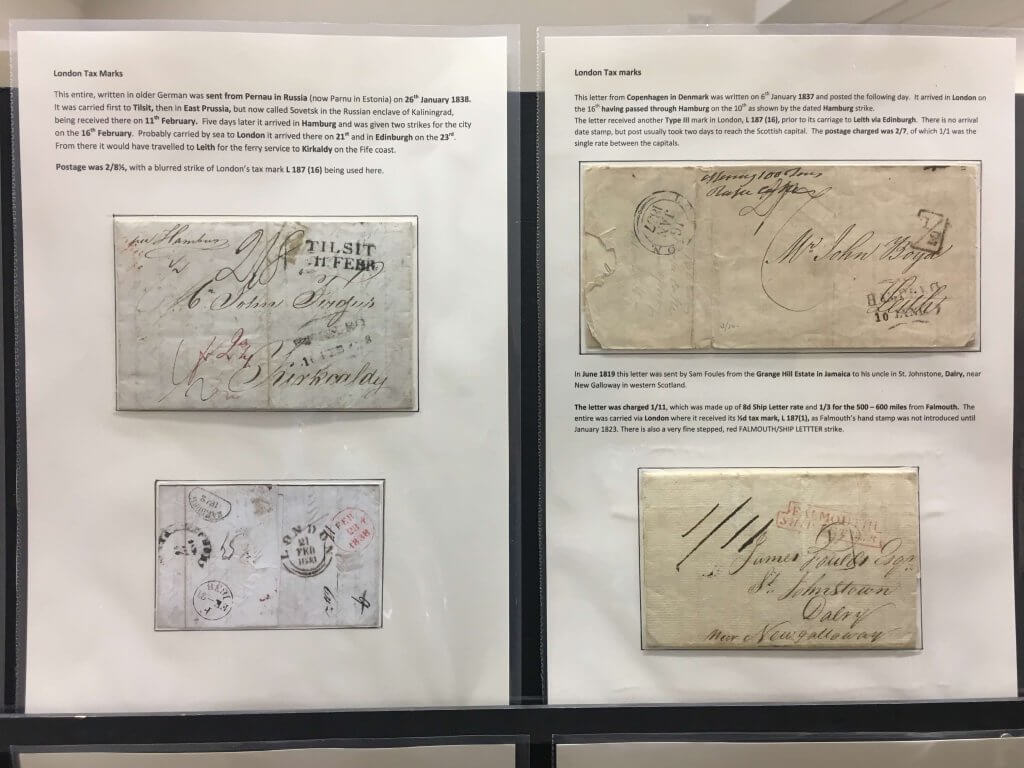 London Tax Marks
This entire, written in older German was sent from Pernau in Russia (now Parnu in Estonia) on 26th January 1838.
It was carried first to Tilsit, then in East Prussia, but now called Sovetsk in the Russian enclave of Kaliningrad,
being received there on 11th February. Five days later it arrived in Hamburg and was given two strikes for the city
on the 16th February. Probably carried by sea to London it arrived there on 21st and in Edinburgh on the 23rd.
From there it would have travelled to Leith for the ferry service to Kirkaldy on the Fife coast.
Postage was 2/8½, with a blurred strike of London's tax mark L 187 (16) being used here.
TILSIT
11 FEBR
Mr John Fergus
Kirkcaldy
LONDON
21
FEB
1838
FEB
1838
London Tax marks
This letter from Copenhagen in Denmark was written on 6th January 1837 and posted the following day. It arrived in London on
the 16th having passed through Hamburg on the 10th as shown by the dated Hamburg strike.
The letter received another Type III mark in London, L 187 (16), prior to its carriage to Leith via Edinburgh. There is no arrival
date stamp, but post usually took two days to reach the Scottish capital. The postage charged was 2/7, of which 1/1 was the
single rate between the capitals.
JAN
1837
Mr John Boyd
Leith
In June 1819 this letter was sent by Sam Foules from the Grange Hill Estate in Jamaica to his uncle in St. Johnstone, Dalry, near
New Galloway in western Scotland.
The letter was charged 1/11, which was made up of 8d Ship Letter rate and 1/3 for the 500 – 600 miles from Falmouth. The
entire was carried via London where it received its ½d tax mark, L 187(1), as Falmouth's hand stamp was not introduced until
January 1823. There is also a very fine stepped, red FALMOUTH/SHIP LETTTER strike.
1/11
FALMOUTH
James Foulds Esqr
St. Johnstown
Dalry
Near Newgalloway